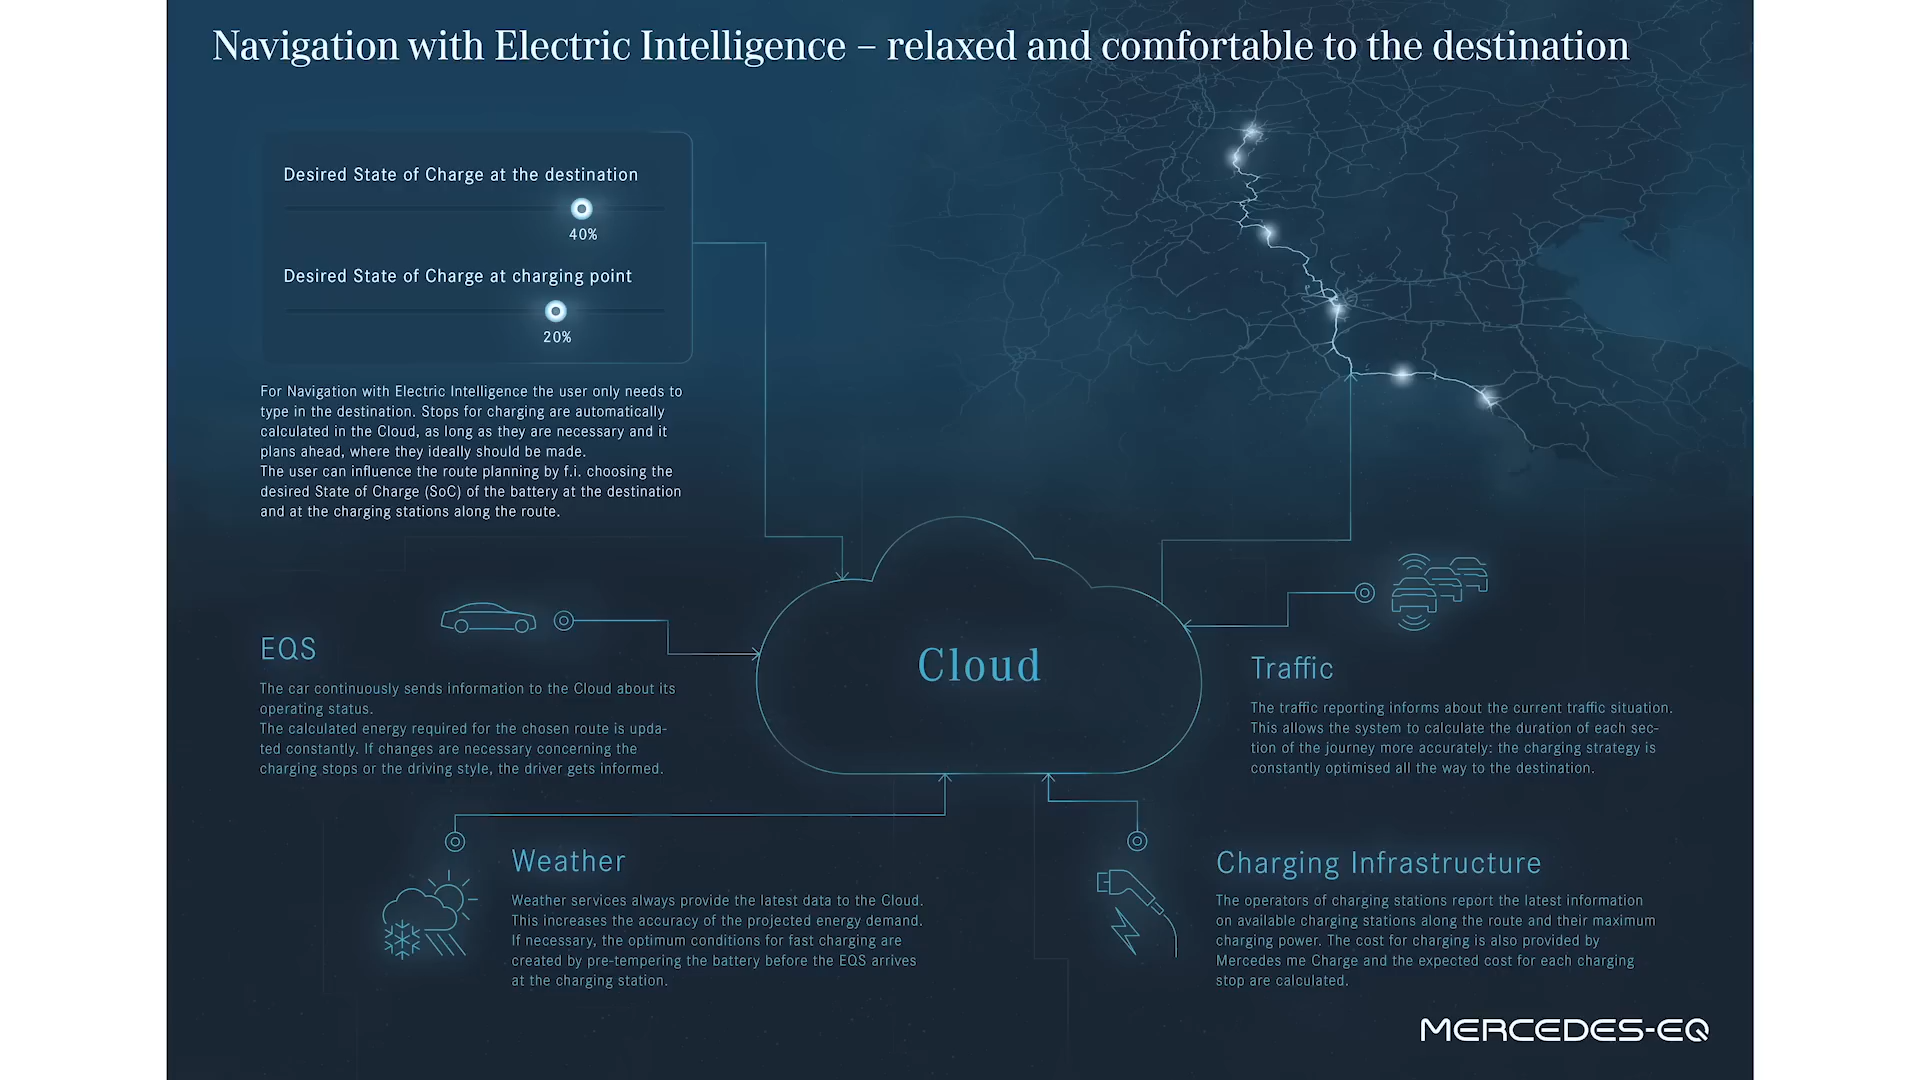 Navigation with Electric Intelligence – relaxed and comfortable to the destination
Desired State of Charge at the destination
40%
Desired State of Charge at charging point
20%
For Navigation with Electric Intelligence the user only needs to
type in the destination. Stops for charging are automatically
calculated in the Cloud, as long as they are necessary and it
plans ahead, where they ideally should be made.
The user can influence the route planning by f.i. choosing the
desired State of Charge (SoC) of the battery at the destination
and at the charging stations along the route.
EQS
The car continuously sends information to the Cloud about its
operating status.
The calculated energy required for the chosen route is upda-
ted constantly. If changes are necessary concerning the
charging stops or the driving style, the driver gets informed.
Cloud
Traffic
The traffic reporting informs about the current traffic situation.
This allows the system to calculate the duration of each sec-
tion of the journey more accurately: the charging strategy is
constantly optimised all the way to the destination.
Weather
Weather services always provide the latest data to the Cloud.
This increases the accuracy of the projected energy demand.
If necessary, the optimum conditions for fast charging are
created by pre-tempering the battery before the EQS arrives
at the charging station.
Charging Infrastructure
The operators of charging stations report the latest information
on available charging stations along the route and their maximum
charging power. The cost for charging is also provided by
Mercedes me Charge and the expected cost for each charging
stop are calculated.
MERCEDES-EQ